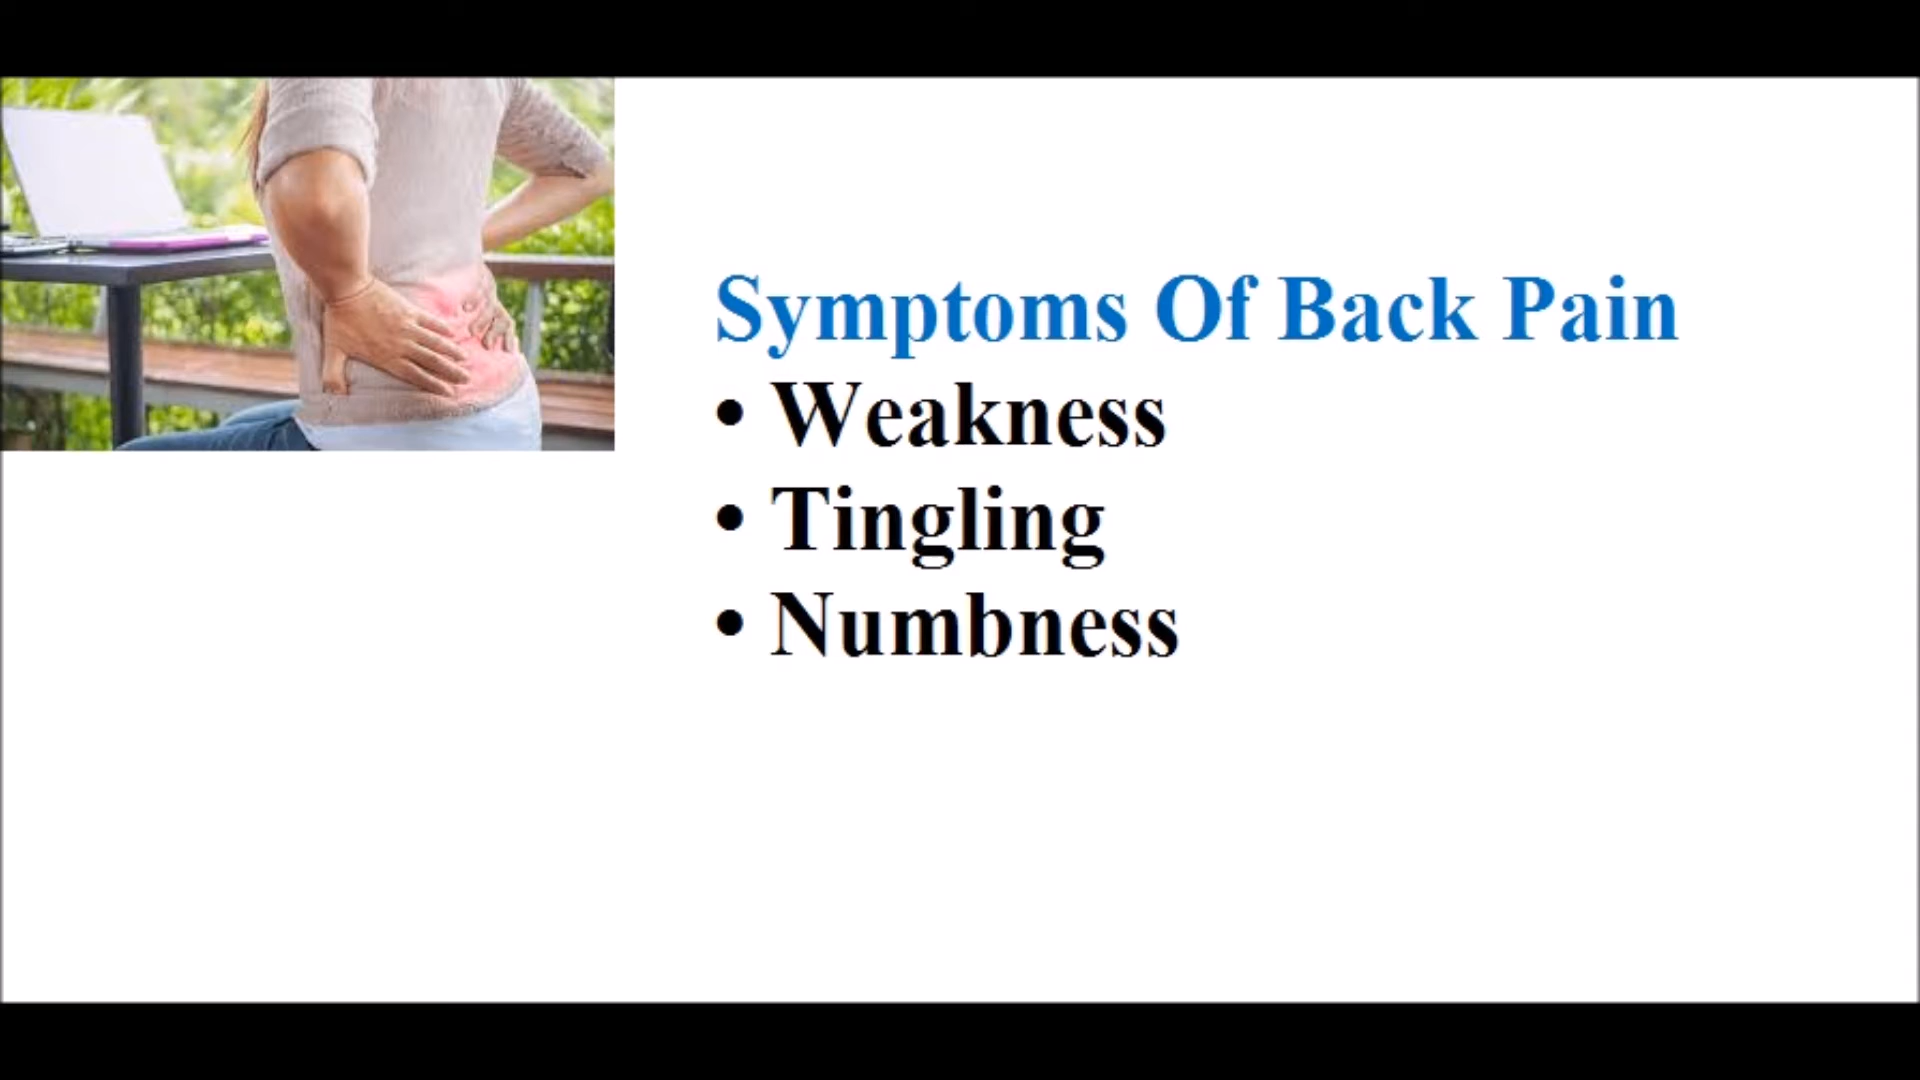 Symptoms Of Back Pain
• Weakness
• Tingling
• Numbness